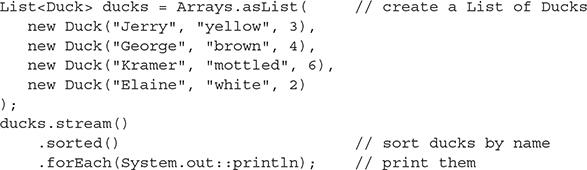 List<Duck> ducks = Arrays.asList(     // create a List of Ducks
   new Duck("Jerry", "yellow", 3),
   new Duck("George", "brown", 4),
   new Duck("Kramer", "mottled", 6),
   new Duck("Elaine", "white", 2)
);
ducks.stream()
    .sorted()                         // sort ducks by name
    .forEach(System.out::println);    // print them